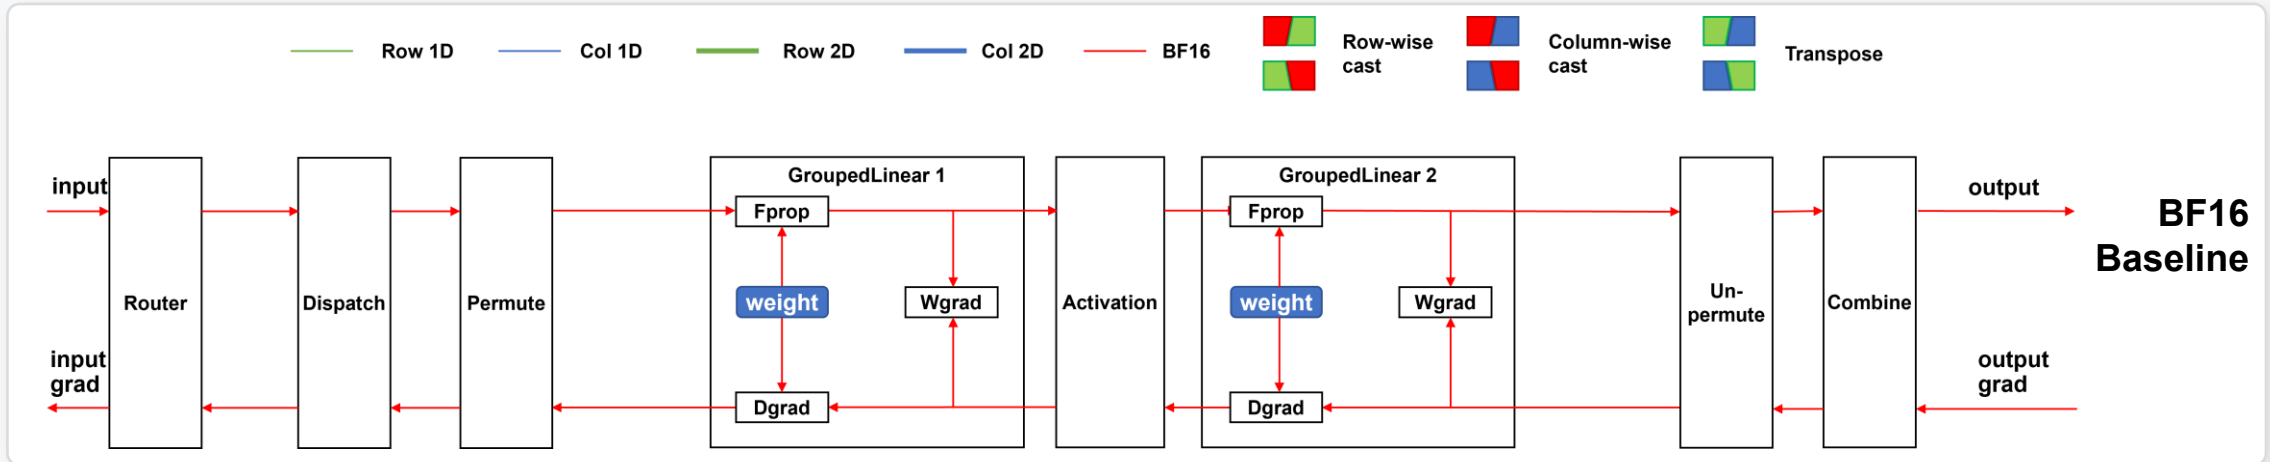 Row 1D
Col 1D
Row 2D
Col 2D
BF16
Row-wise
cast
Column-wise
cast
Transpose
input
input
grad
Router
Dispatch
Permute
GroupedLinear 1
Fprop
weight
Wgrad
Dgrad
Activation
GroupedLinear 2
Fprop
weight
Wgrad
Dgrad
Un-
permute
Combine
output
output
grad
BF16
Baseline